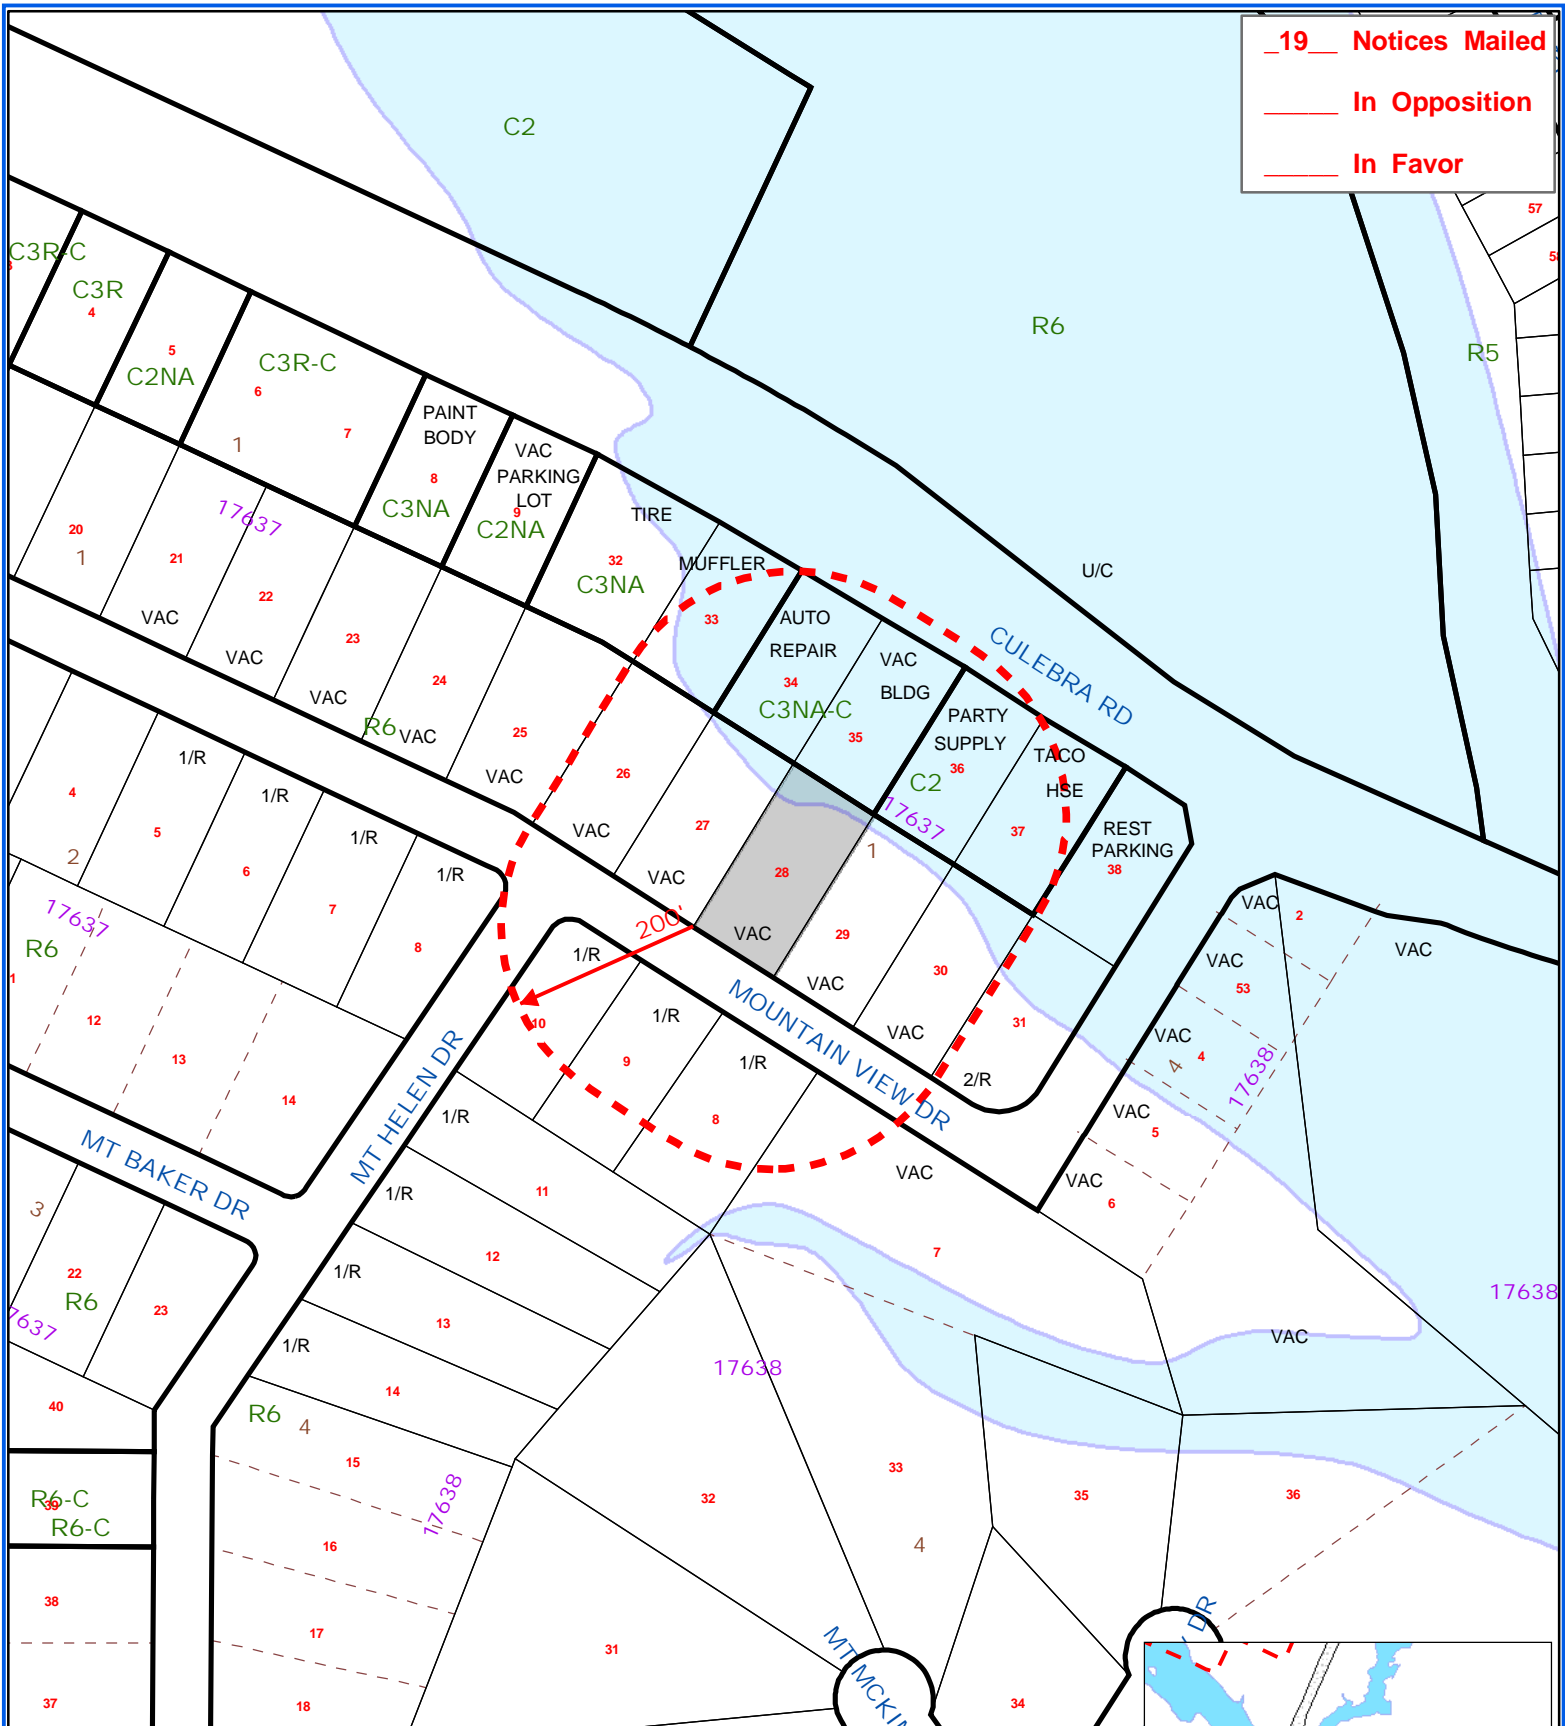 _19__ Notices Mailed
_____ In Opposition
_____ In Favor
C2
57
R6
R5
C3R-C
C3R
4
5
C2NA
C3R-C
6
7
1
PAINT
BODY
8
C3NA
VAC
PARKING
LOT
9
C2NA
TIRE
32
C3NA
MUFFLER
33
AUTO
REPAIR
34
C3NA-C
VAC
BLDG
35
PARTY
SUPPLY
36
C2
TACO
HSE
37
REST
PARKING
38
U/C
CULEBRA RD
17637
20
1
21
VAC
22
VAC
23
VAC
24
R6
VAC
25
VAC
26
VAC
27
VAC
28
VAC
29
VAC
30
VAC
31
2/R
17637
1
200'
MOUNTAIN VIEW DR
4
1/R
5
1/R
6
1/R
7
1/R
8
2
17637
R6
12
13
14
MT HELEN DR
MT BAKER DR
1/R
10
1/R
9
1/R
8
VAC
7
1/R
11
1/R
12
1/R
13
1/R
14
VAC
2
VAC
VAC
53
VAC
4
4
17638
VAC
5
VAC
6
17638
VAC
3
22
R6
23
40
R6-C
39
R6-C
38
37
R6
4
15
17638
16
17
18
17638
32
33
4
35
36
31
34